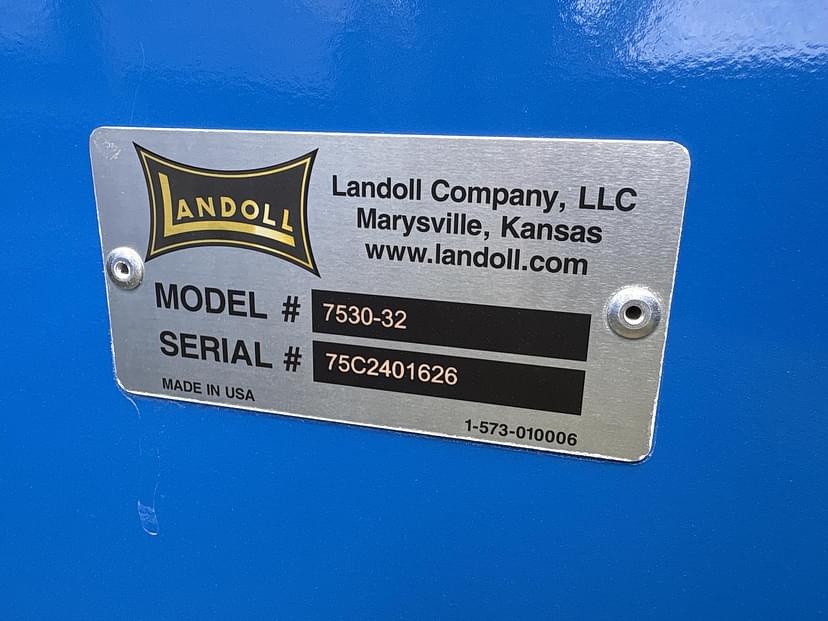 LANDOLL
Landoll Company, LLC
Marysville, Kansas
www.landoll.com
MODEL # 7530-32
SERIAL # 75C2401626
MADE IN USA
1-573-010006